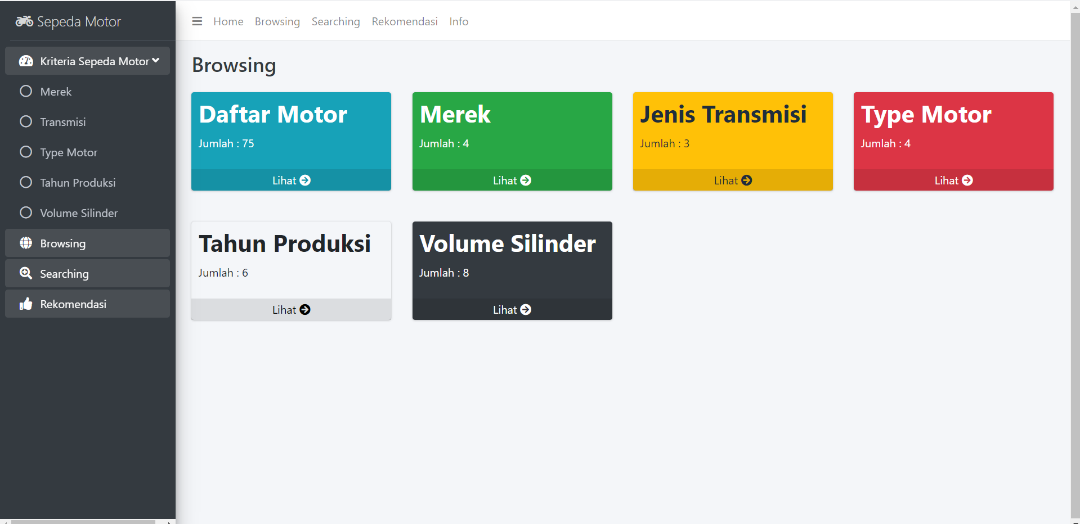 Sepeda Motor
Home Browsing Searching Rekomendasi Info
Kriteria Sepeda Motor
Merek
Transmisi
Type Motor
Tahun Produksi
Volume Silinder
Browsing
Searching
Rekomendasi
Browsing
Daftar Motor
Jumlah : 75
Lihat
Merek
Jumlah : 4
Lihat
Jenis Transmisi
Jumlah : 3
Lihat
Type Motor
Jumlah : 4
Lihat
Tahun Produksi
Jumlah : 6
Lihat
Volume Silinder
Jumlah : 8
Lihat